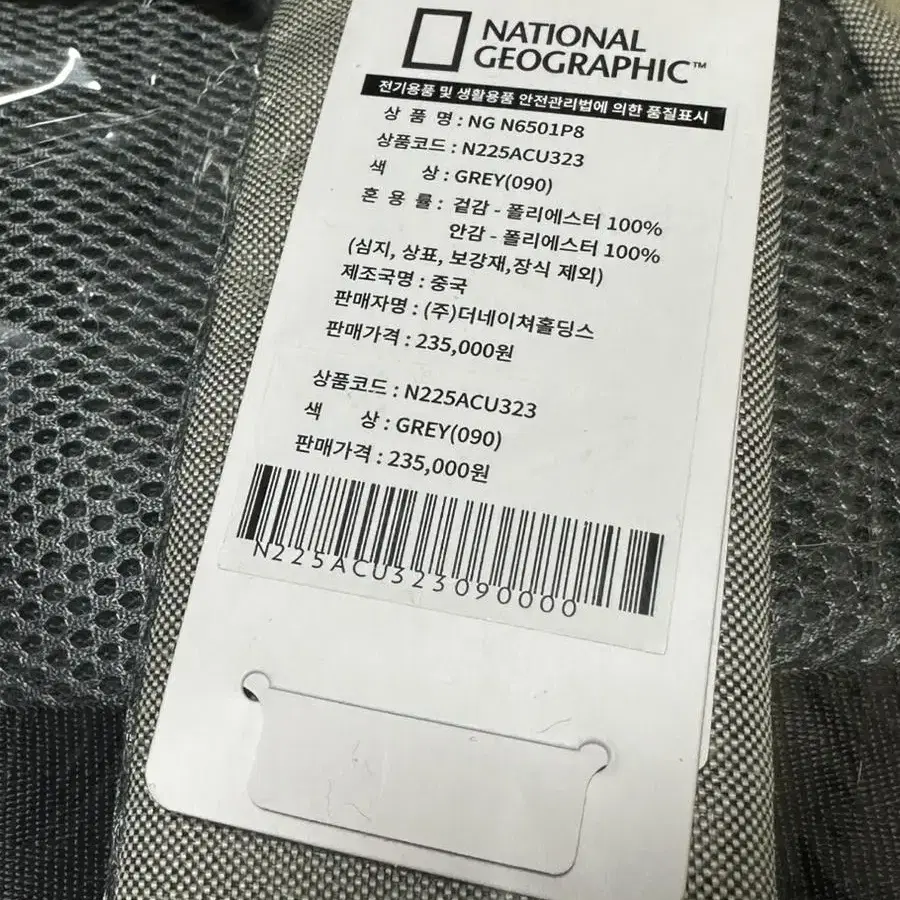 NATIONAL
GEOGRAPHIC™
전기용품 및 생활용품 안전관리법에 의한 품질표시
상 품 명 : NG N6501P8
상품코드 : N225ACU323
색 상 : GREY(090)
혼 용 률 : 겉감 - 폴리에스터 100%
안감 - 폴리에스터 100%
(심지, 상표, 보강재,장식 제외)
제조국명 : 중국
판매자명 : (주)더네이쳐홀딩스
판매가격 : 235,000원
상품코드 : N225ACU323
색 상 : GREY(090)
판매가격 : 235,000원
N225ACU323090000